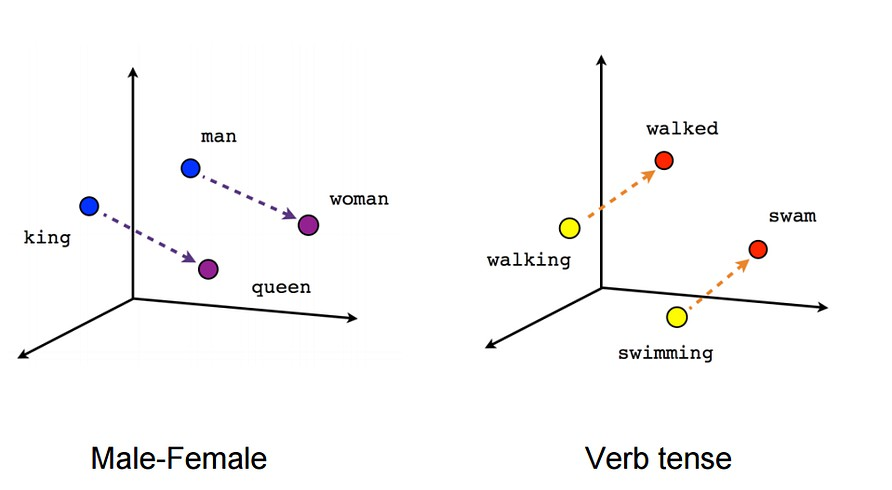 man
woman
king
queen
Male-Female
walked
swam
walking
swimming
Verb tense